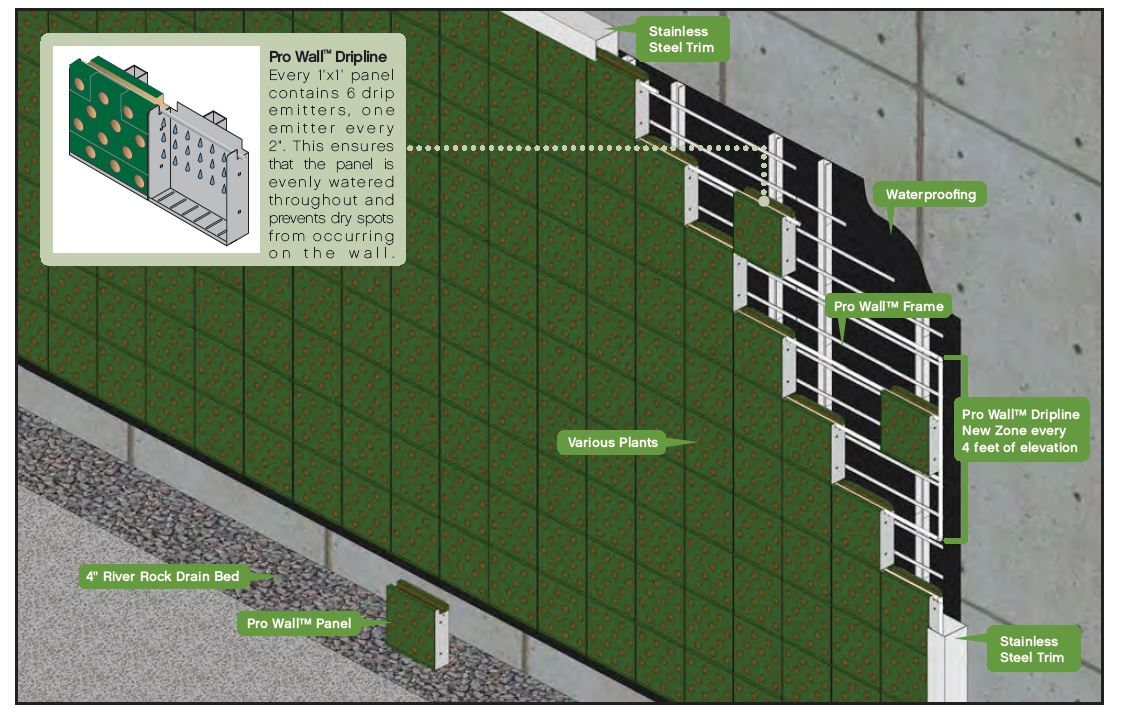 Stainless
Steel Trim
Pro Wall™ Dripline
Every 1'x1' panel
contains 6 drip
emitters, one
emitter every
2". This ensures
that the panel is
evenly watered
throughout and
prevents dry spots
from occurring
on the wall.
Waterproofing
Pro Wall™ Frame
Pro Wall™ Dripline
New Zone every
4 feet of elevation
Various Plants
4" River Rock Drain Bed
Pro Wall™ Panel
Stainless
Steel Trim